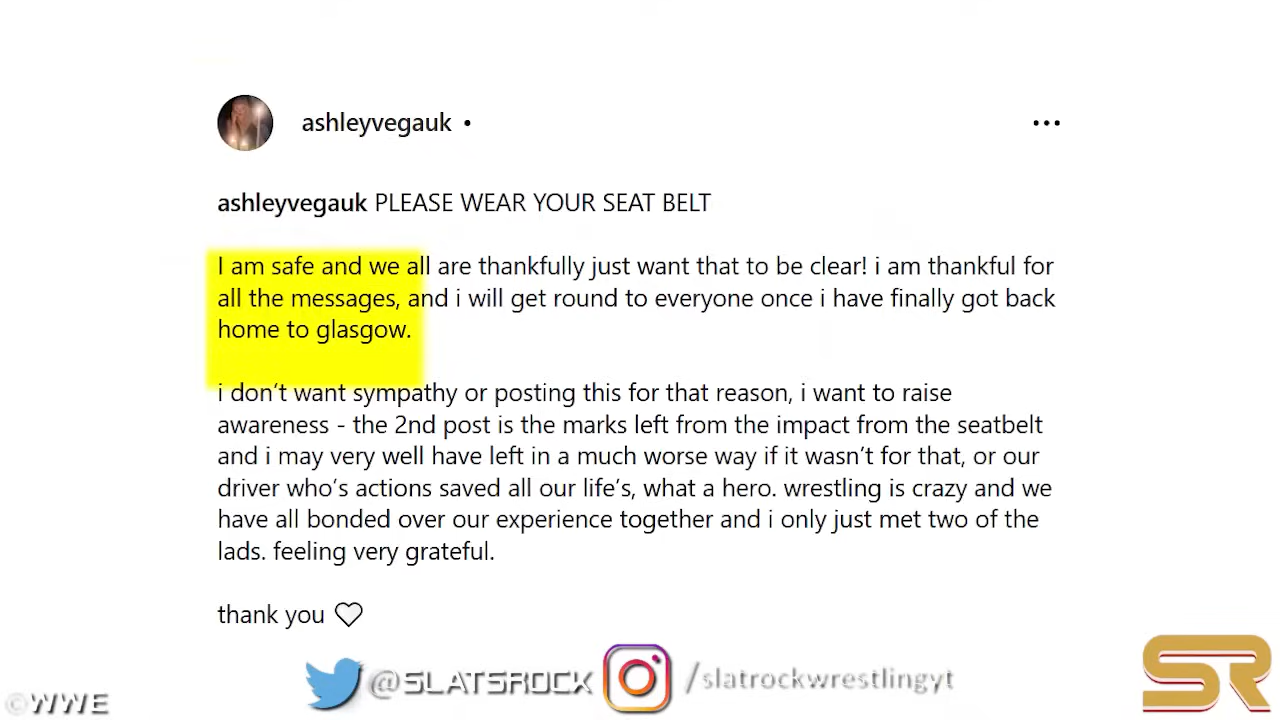 ashleyvegauk •
ashleyvegauk PLEASE WEAR YOUR SEAT BELT
I am safe and we all are thankfully just want that to be clear! i am thankful for
all the messages, and i will get round to everyone once i have finally got back
home to glasgow.
i don't want sympathy or posting this for that reason, i want to raise
awareness - the 2nd post is the marks left from the impact from the seatbelt
and i may very well have left in a much worse way if it wasn't for that, or our
driver who's actions saved all our life's, what a hero. wrestling is crazy and we
have all bonded over our experience together and i only just met two of the
lads. feeling very grateful.
thank you ♡
@SLATSROCK /slatrockwrestlingyt
SR
©WWE